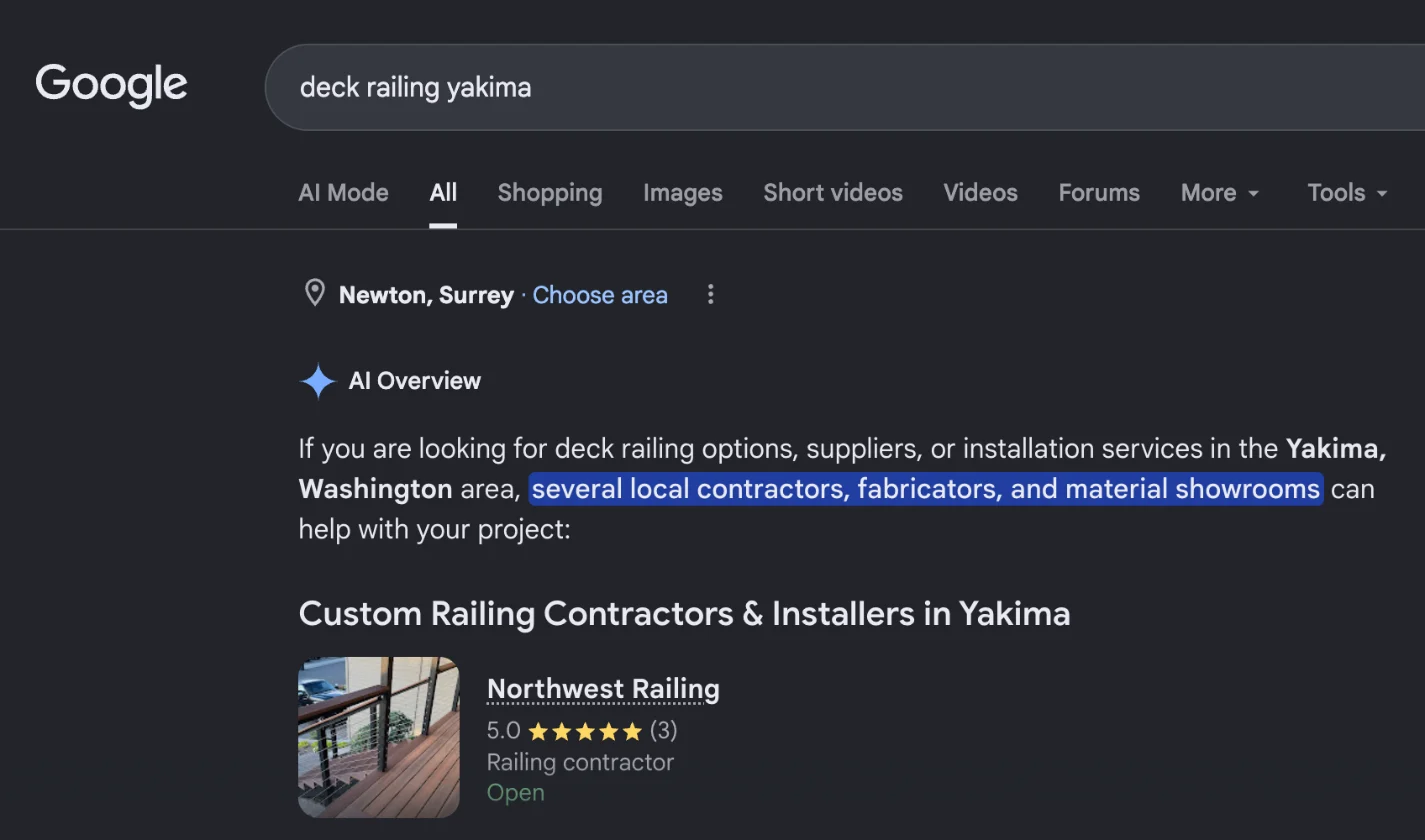 Google
deck railing yakima
AI Mode All Shopping Images Short videos Videos Forums More Tools
Newton, Surrey · Choose area
AI Overview
If you are looking for deck railing options, suppliers, or installation services in the Yakima,
Washington area, several local contractors, fabricators, and material showrooms can
help with your project:
Custom Railing Contractors & Installers in Yakima
Northwest Railing
5.0 ★★★★★ (3)
Railing contractor
Open